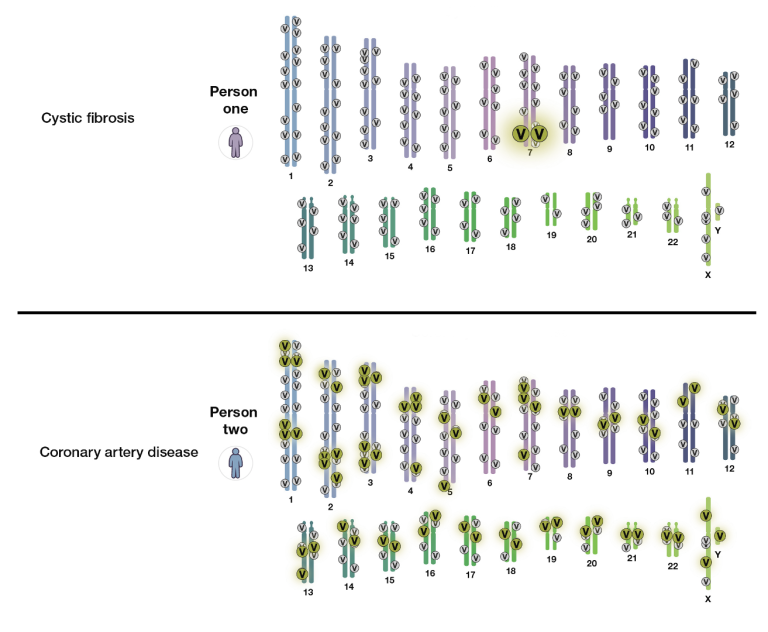 Cystic fibrosis
Person
one
1 2 3 4 5 6 7 8 9 10 11 12
13 14 15 16 17 18 19 20 21 22 X Y
Coronary artery disease
Person
two
1 2 3 4 5 6 7 8 9 10 11 12
13 14 15 16 17 18 19 20 21 22 X Y